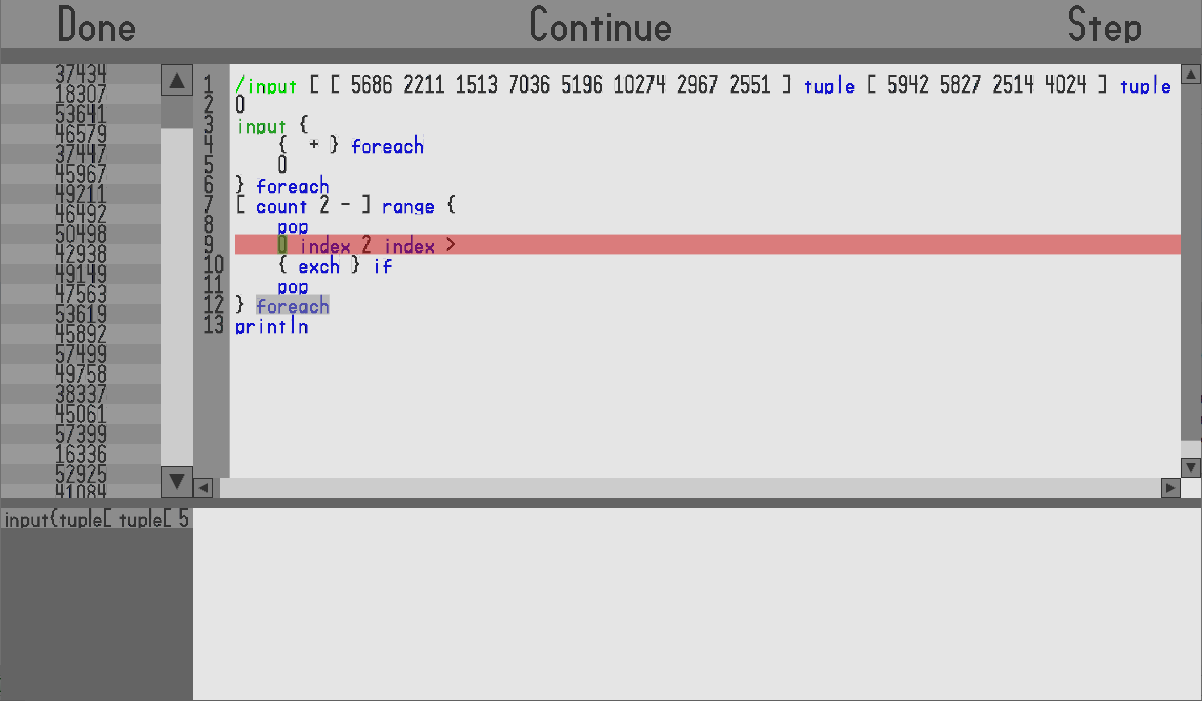 Done Continue Step
37434
18307
53641
46579
37447
45967
49211
46492
50498
42938
49149
47563
53619
45892
57499
49758
38337
45061
57399
16336
52925
41084
1 /input [ [ 5686 2211 1513 7036 5196 10274 2967 2551 ] tuple [ 5942 5827 2514 4024 ] tuple
2 0
3 input {
4 { + } foreach
5 0
6 } foreach
7 [ count 2 - ] range {
8 pop
9 0 index 2 index >
10 { exch } if
11 pop
12 } foreach
13 println
input{tuple[ tuple[ 5